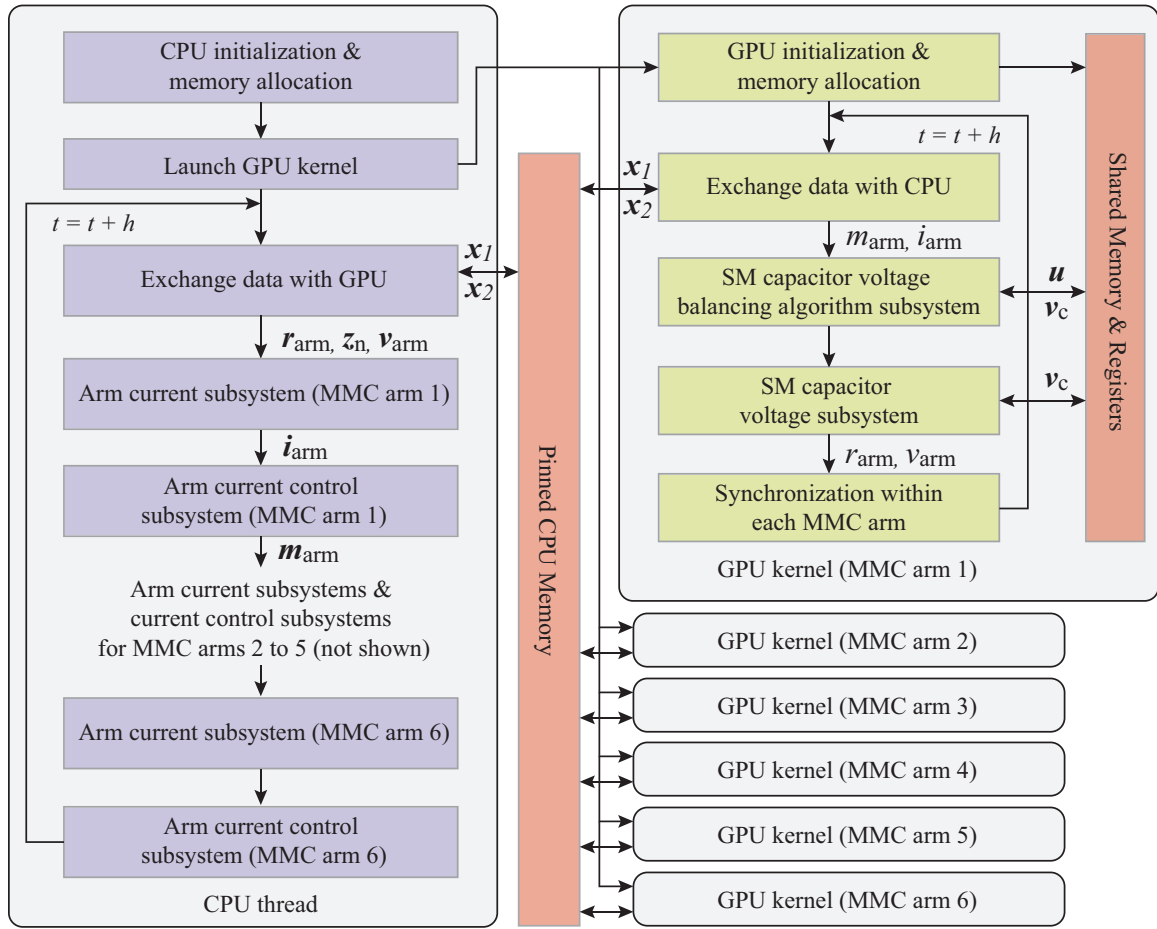 CPU initialization &
memory allocation
Launch GPU kernel
t = t + h
Exchange data with GPU
x1
x2
rarm, zn, varm
Arm current subsystem (MMC arm 1)
iarm
Arm current control
subsystem (MMC arm 1)
marm
Arm current subsystems &
current control subsystems
for MMC arms 2 to 5 (not shown)
Arm current subsystem (MMC arm 6)
Arm current control
subsystem (MMC arm 6)
CPU thread
Pinned CPU Memory
GPU initialization &
memory allocation
t = t + h
x1
x2
Exchange data with CPU
marm, iarm
SM capacitor voltage
balancing algorithm subsystem
u
vc
SM capacitor
voltage subsystem
vc
rarm, varm
Synchronization within
each MMC arm
GPU kernel (MMC arm 1)
Shared Memory & Registers
GPU kernel (MMC arm 2)
GPU kernel (MMC arm 3)
GPU kernel (MMC arm 4)
GPU kernel (MMC arm 5)
GPU kernel (MMC arm 6)